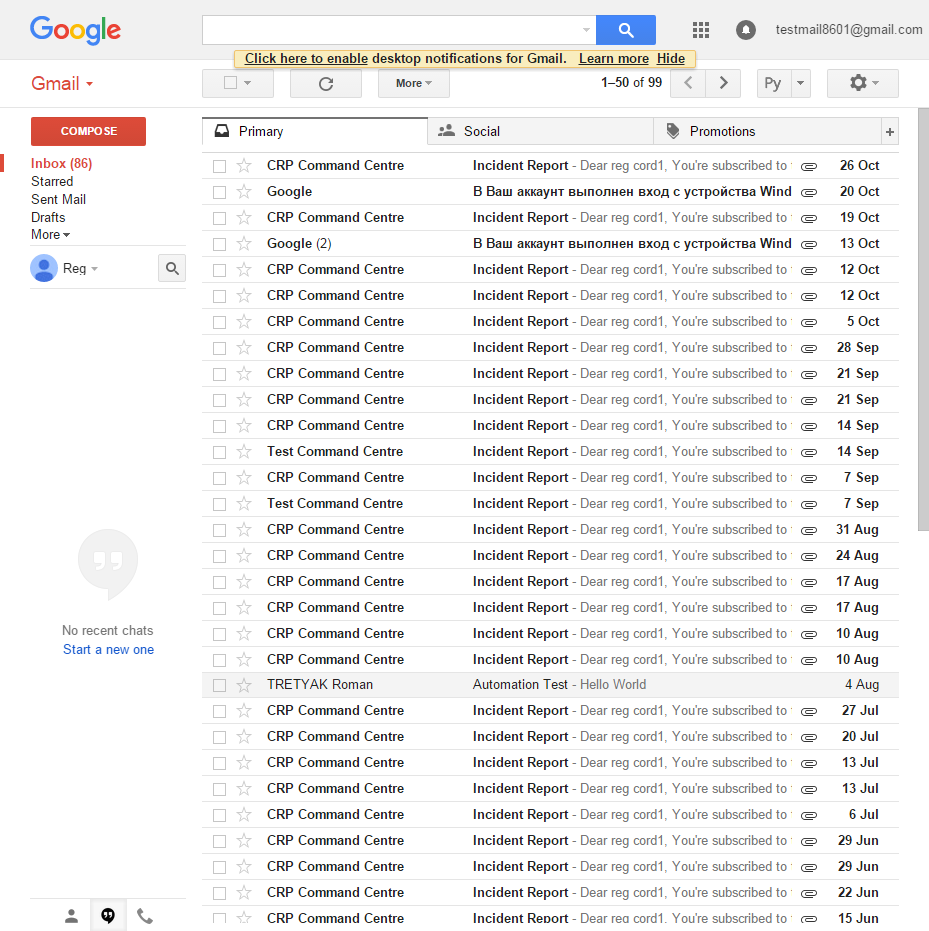 Google
testmail8601@gmail.com
Click here to enable desktop notifications for Gmail. Learn more Hide
Gmail
More
1–50 of 99
Ру
COMPOSE
Inbox (86)
Starred
Sent Mail
Drafts
More
Reg
No recent chats
Start a new one
Primary
Social
Promotions
+
CRP Command Centre Incident Report - Dear reg cord1, You're subscribed to 26 Oct
Google В Ваш аккаунт выполнен вход с устройства Wind 20 Oct
CRP Command Centre Incident Report - Dear reg cord1, You're subscribed to 19 Oct
Google (2) В Ваш аккаунт выполнен вход с устройства Wind 13 Oct
CRP Command Centre Incident Report - Dear reg cord1, You're subscribed to 12 Oct
CRP Command Centre Incident Report - Dear reg cord1, You're subscribed to 12 Oct
CRP Command Centre Incident Report - Dear reg cord1, You're subscribed to 5 Oct
CRP Command Centre Incident Report - Dear reg cord1, You're subscribed to 28 Sep
CRP Command Centre Incident Report - Dear reg cord1, You're subscribed to 21 Sep
CRP Command Centre Incident Report - Dear reg cord1, You're subscribed to 21 Sep
CRP Command Centre Incident Report - Dear reg cord1, You're subscribed to 14 Sep
Test Command Centre Incident Report - Dear reg cord1, You're subscribed to 14 Sep
CRP Command Centre Incident Report - Dear reg cord1, You're subscribed to 7 Sep
Test Command Centre Incident Report - Dear reg cord1, You're subscribed to 7 Sep
CRP Command Centre Incident Report - Dear reg cord1, You're subscribed to 31 Aug
CRP Command Centre Incident Report - Dear reg cord1, You're subscribed to 24 Aug
CRP Command Centre Incident Report - Dear reg cord1, You're subscribed to 17 Aug
CRP Command Centre Incident Report - Dear reg cord1, You're subscribed to 17 Aug
CRP Command Centre Incident Report - Dear reg cord1, You're subscribed to 10 Aug
CRP Command Centre Incident Report - Dear reg cord1, You're subscribed to 10 Aug
TRETYAK Roman Automation Test - Hello World 4 Aug
CRP Command Centre Incident Report - Dear reg cord1, You're subscribed to 27 Jul
CRP Command Centre Incident Report - Dear reg cord1, You're subscribed to 20 Jul
CRP Command Centre Incident Report - Dear reg cord1, You're subscribed to 13 Jul
CRP Command Centre Incident Report - Dear reg cord1, You're subscribed to 13 Jul
CRP Command Centre Incident Report - Dear reg cord1, You're subscribed to 6 Jul
CRP Command Centre Incident Report - Dear reg cord1, You're subscribed to 29 Jun
CRP Command Centre Incident Report - Dear reg cord1, You're subscribed to 29 Jun
CRP Command Centre Incident Report - Dear reg cord1, You're subscribed to 22 Jun
CRP Command Centre Incident Report - Dear reg cord1, You're subscribed to 15 Jun